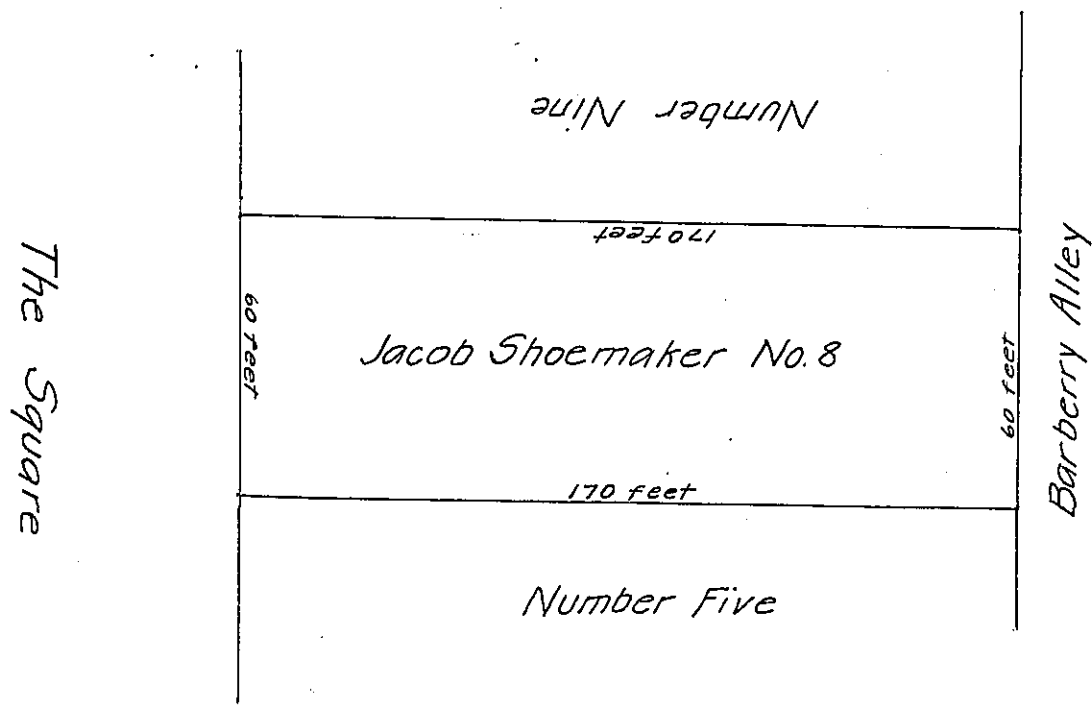 Number Nine
170 feet
The Square
60 feet
Jacob Shoemaker No. 8
60 feet
Barberry Alley
170 feet
Number Five